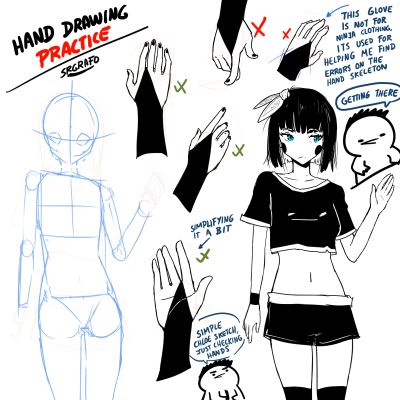 HAND DRAWING
PRACTICE
SRGRAFO
THIS GLOVE
IS NOT FOR
NINJA CLOTHING,
ITS USED FOR
HELPING ME FIND
ERRORS ON THE
HAND SKELETON
GETTING THERE
SIMPLIFYING
IT A BIT
SIMPLE
CHLOE SKETCH,
JUST CHECKING
HANDS